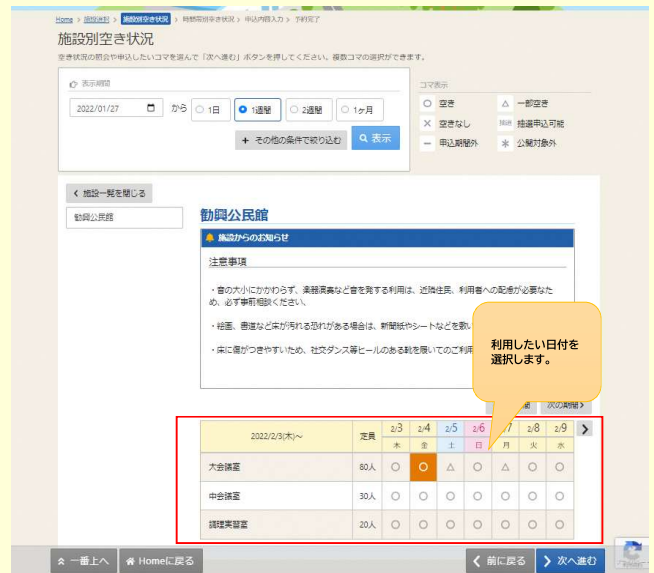 Home > 施設選択 > 施設別空き状況 > 時間帯別空き状況 > 申込内容入力 > 予約完了
施設別空き状況
空き状況の照会や申込したいコマを選んで「次へ進む」ボタンを押してください。複数コマの選択ができます。
表示期間
2022/01/27 から 1日 1週間 2週間 1ヶ月
+ その他の条件で絞り込む 表示
コマ表示
○ 空き △ 一部空き
× 空きなし 抽選 抽選申込可能
－ 申込期間外 ＊ 公開対象外
< 施設一覧を閉じる
勧興公民館
勧興公民館
施設からのお知らせ
注意事項
・音の大小にかかわらず、楽器演奏など音を発する利用は、近隣住民、利用者への配慮が必要なた
め、必ず事前相談ください。
・絵画、書道など床が汚れる恐れがある場合は、新聞紙やシートなどを敷い
・床に傷がつきやすいため、社交ダンス等ヒールのある靴を履いてのご利用
利用したい日付を
選択します。
間 次の期間>
2022/2/3(木)～ 定員 2/3 2/4 2/5 2/6 /7 2/8 2/9 >
木 金 土 日 月 火 水
大会議室 80人 ○ ○ △ ○ △ ○ ○
中会議室 30人 ○ ○ ○ ○ ○ ○ ○
調理実習室 20人 ○ ○ ○ ○ ○ ○ ○
一番上へ Homeに戻る < 前に戻る > 次へ進む